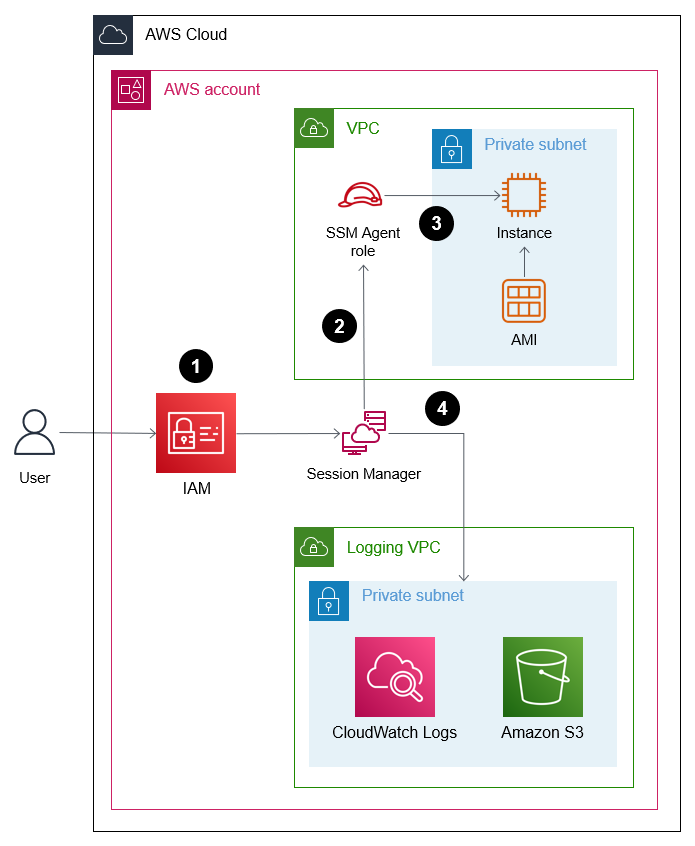 AWS Cloud
AWS account
VPC
Private subnet
SSM Agent
role
3
Instance
2
AMI
1
4
User
IAM
Session Manager
Logging VPC
Private subnet
CloudWatch Logs
Amazon S3